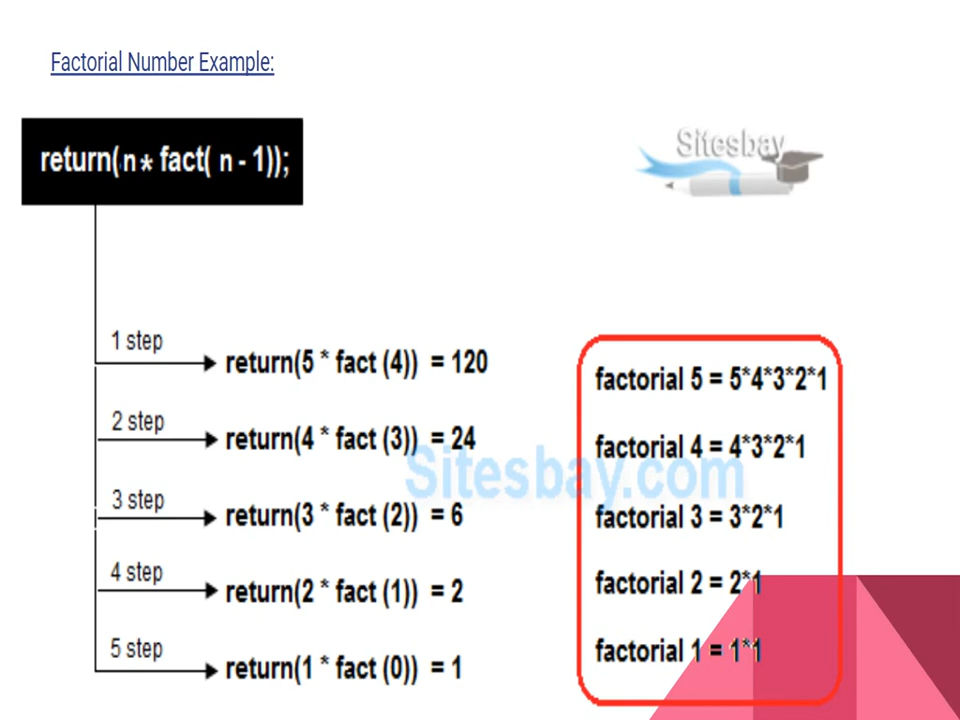 Factorial Number Example:
return( n * fact( n - 1));
Sitesbay
1 step
return(5 * fact (4)) = 120
2 step
return(4 * fact (3)) = 24
3 step
return(3 * fact (2)) = 6
4 step
return(2 * fact (1)) = 2
5 step
return(1 * fact (0)) = 1
factorial 5 = 5*4*3*2*1
factorial 4 = 4*3*2*1
factorial 3 = 3*2*1
factorial 2 = 2*1
factorial 1 = 1*1
Sitesbay.com